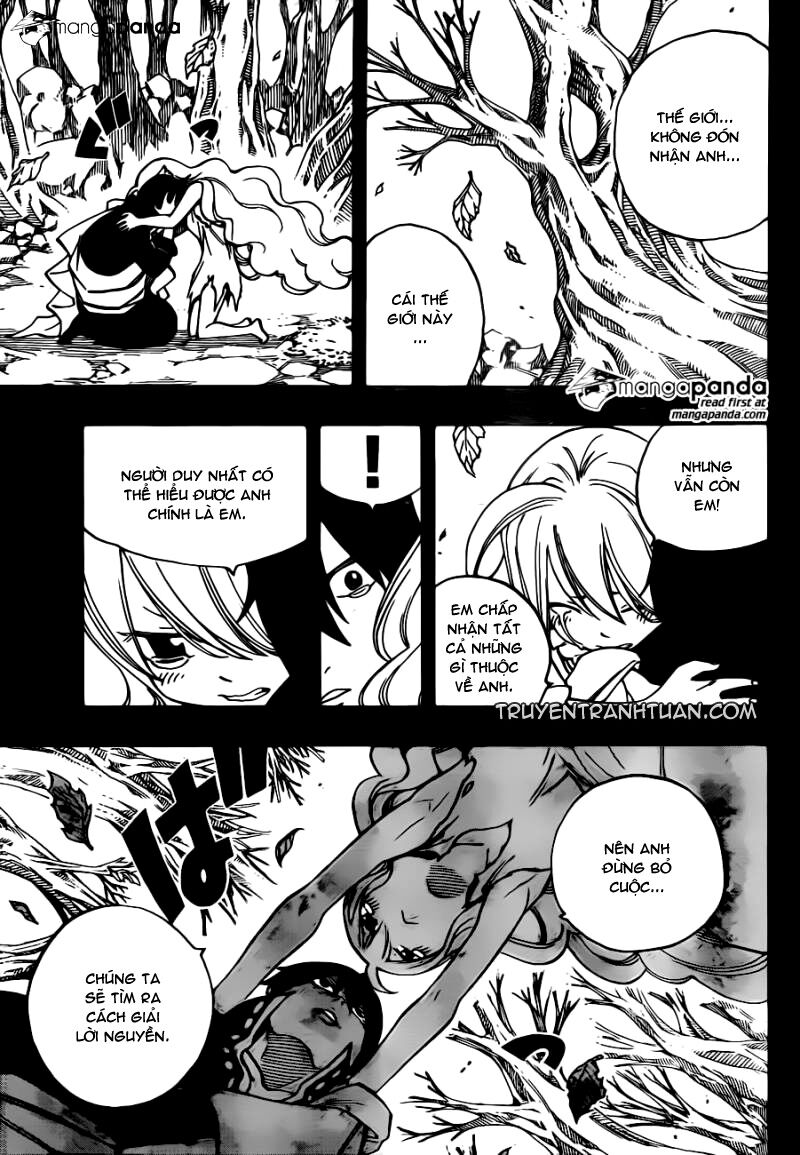 mangapanda
THẾ GIỚI...
KHÔNG ĐÓN
NHẬN ANH...
CÁI THẾ
GIỚI NÀY
...
mangapanda
read first at
mangapanda.com
NHƯNG
VẪN CÒN
EM!
EM CHẤP
NHẬN TẤT
CẢ NHỮNG
GÌ THUỘC
VỀ ANH.
!
NGƯỜI DUY NHẤT CÓ
THỂ HIỂU ĐƯỢC ANH
CHÍNH LÀ EM.
TRUYENTRANHTUAN.COM
NÊN ANH
ĐỪNG BỎ
CUỘC...
ば
CHÚNG TA
SẼ TÌM RA
CÁCH GIẢI
LỜI NGUYỀN.